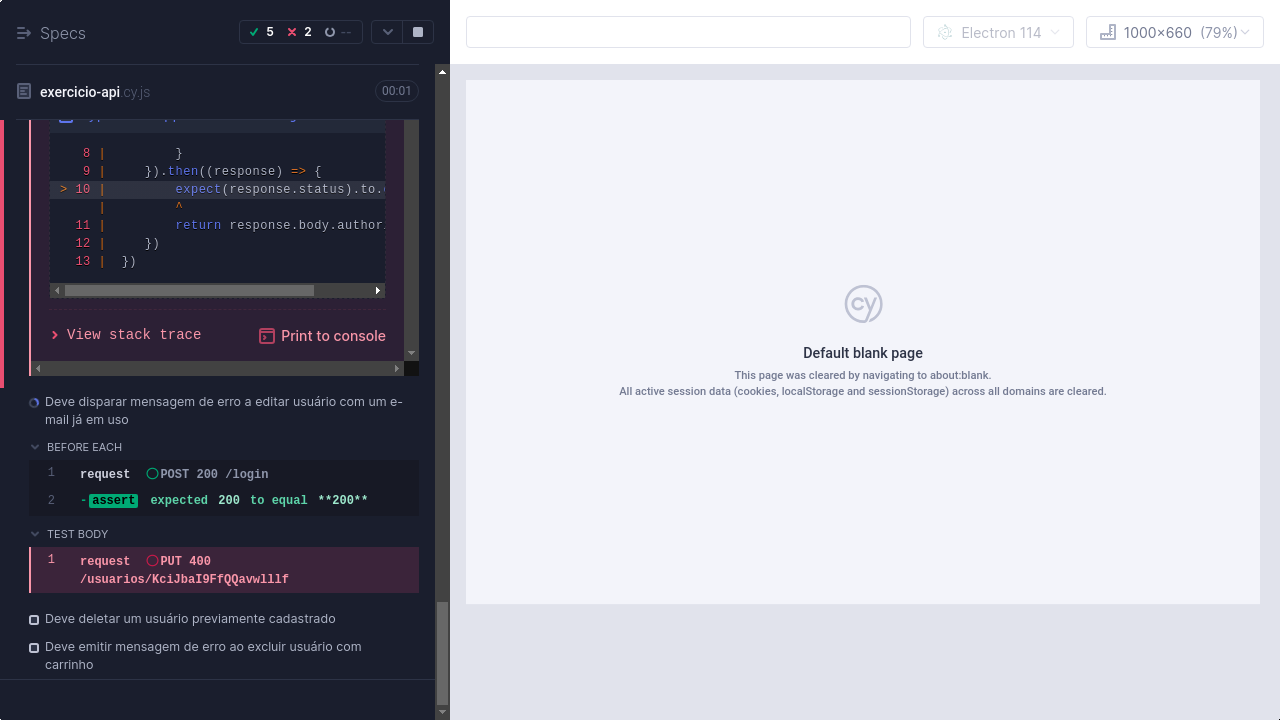 Specs
5
2
--
Electron 114
1000x660 (79%)
exercicio-api.cy.js
00:01
8 | }
9 | }).then((response) => {
> 10 | expect(response.status).to.
| ^
11 | return response.body.author
12 | })
13 | })
View stack trace
Print to console
Deve disparar mensagem de erro a editar usuário com um e-
mail já em uso
BEFORE EACH
1 request POST 200 /login
2 -assert expected 200 to equal **200**
TEST BODY
1 request PUT 400
/usuarios/KciJbaI9FfQQavwlllf
Deve deletar um usuário previamente cadastrado
Deve emitir mensagem de erro ao excluir usuário com
carrinho
cy
Default blank page
This page was cleared by navigating to about:blank.
All active session data (cookies, localStorage and sessionStorage) across all domains are cleared.